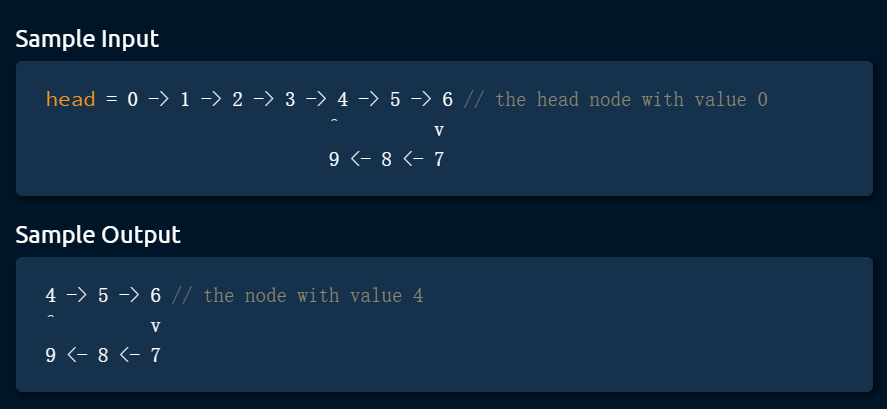 Sample Input
head = 0 -> 1 -> 2 -> 3 -> 4 -> 5 -> 6 // the head node with value 0
^ v
9 <- 8 <- 7
Sample Output
4 -> 5 -> 6 // the node with value 4
^ v
9 <- 8 <- 7